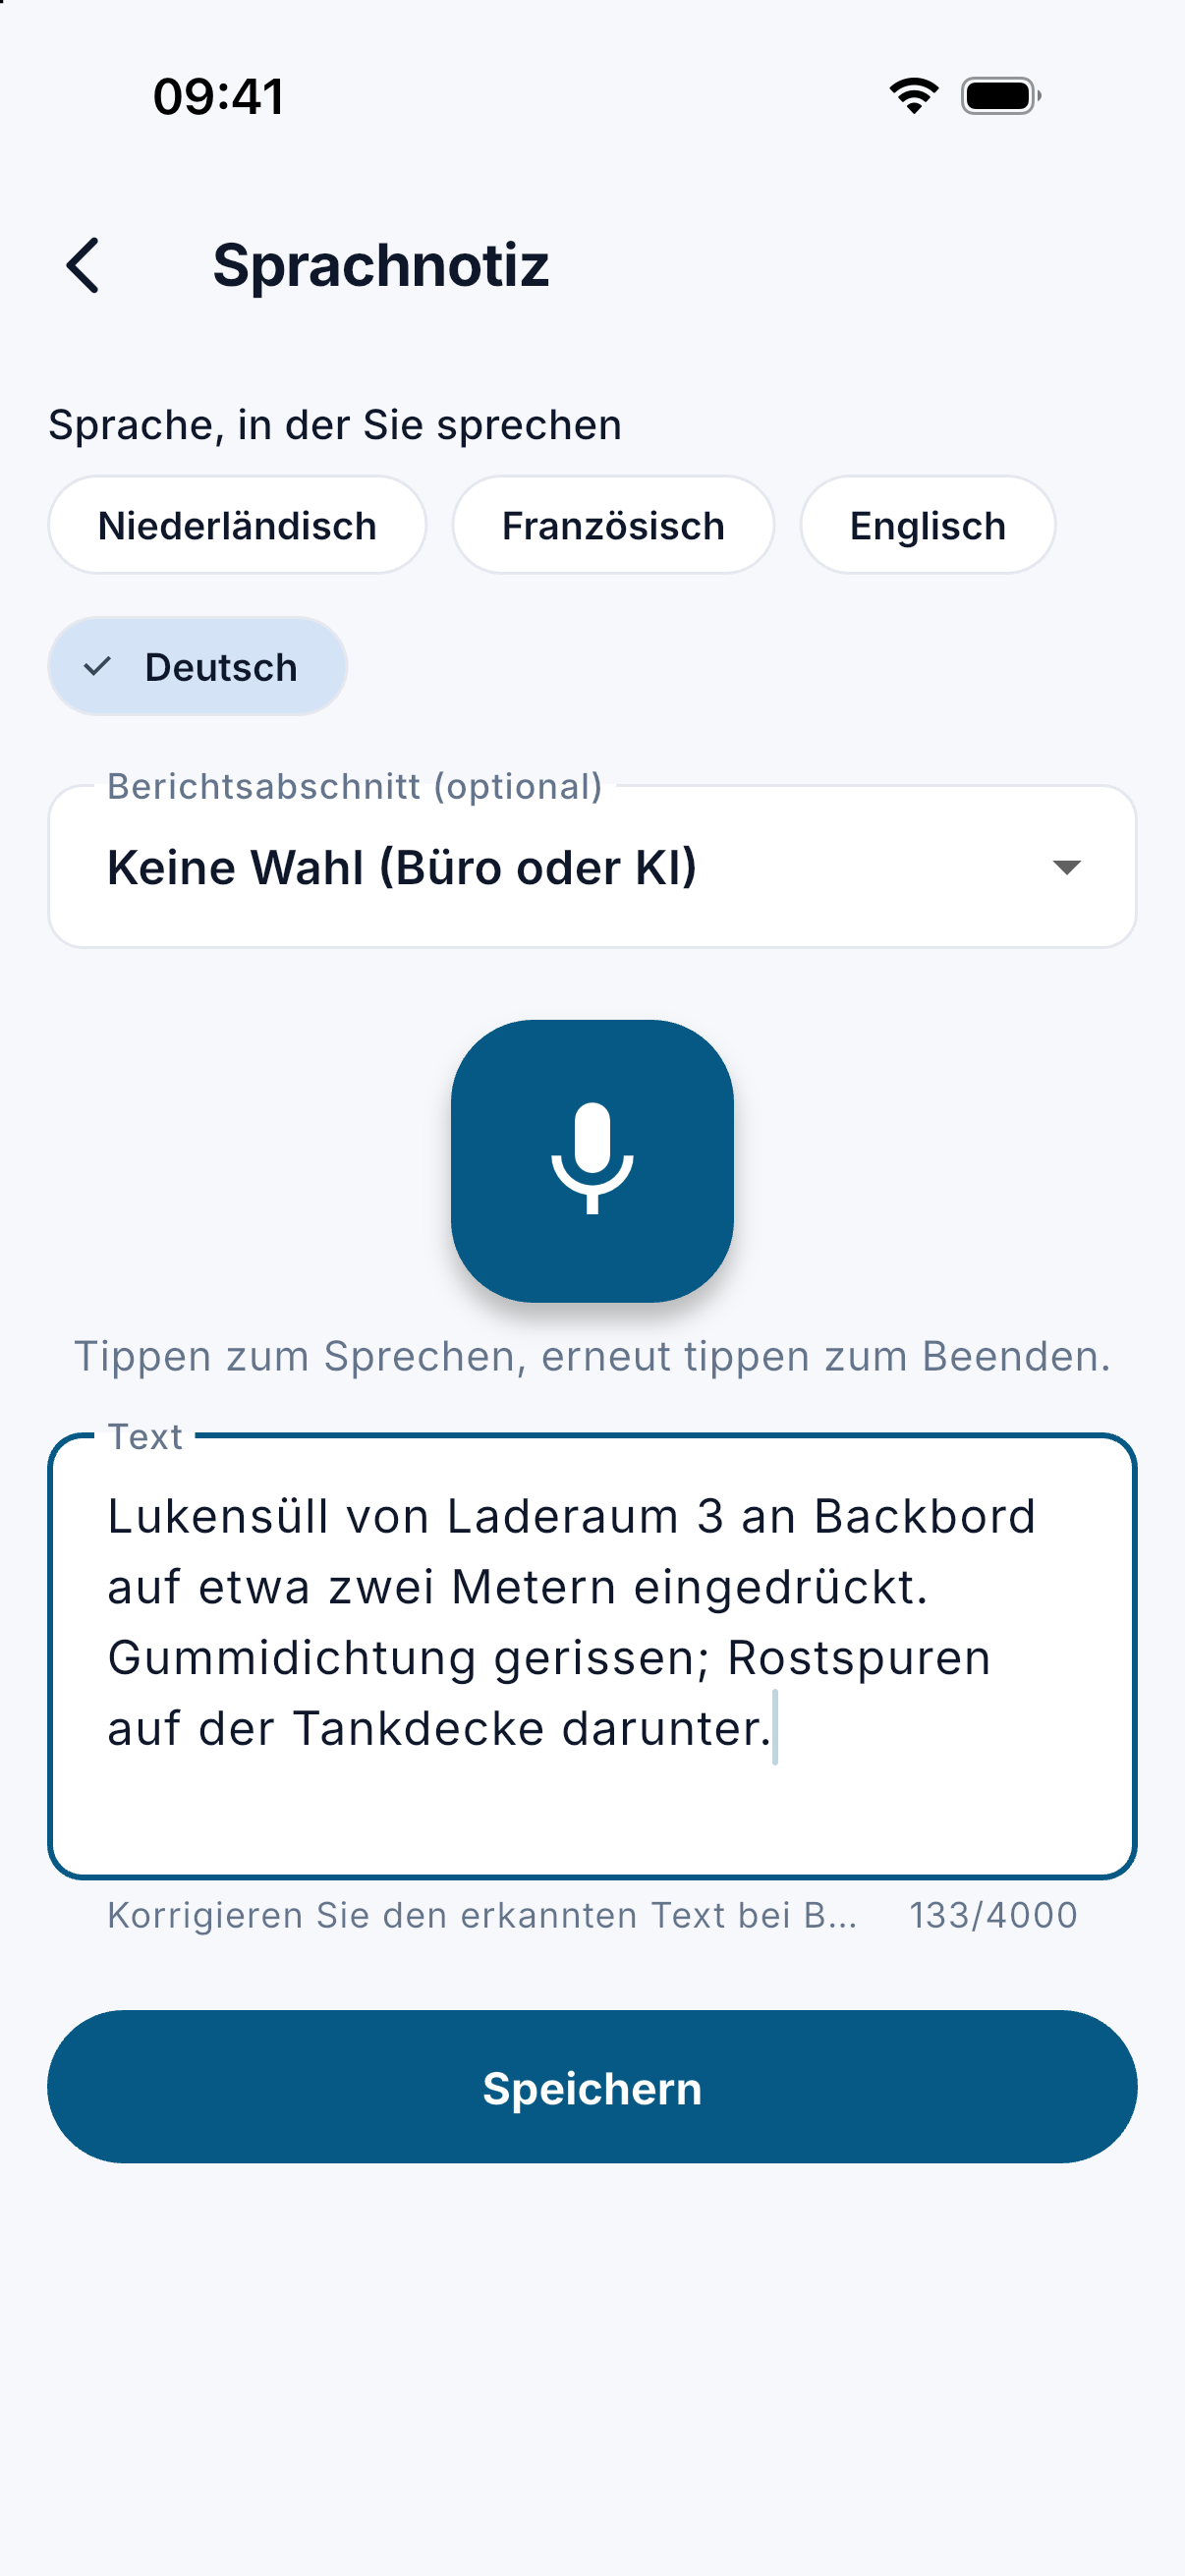 09:41
Sprachnotiz
Sprache, in der Sie sprechen
Niederländisch
Französisch
Englisch
Deutsch
Berichtsabschnitt (optional)
Keine Wahl (Büro oder KI)
Tippen zum Sprechen, erneut tippen zum Beenden.
Text
Lukensüll von Laderaum 3 an Backbord
auf etwa zwei Metern eingedrückt.
Gummidichtung gerissen; Rostspuren
auf der Tankdecke darunter.
Korrigieren Sie den erkannten Text bei B... 133/4000
Speichern